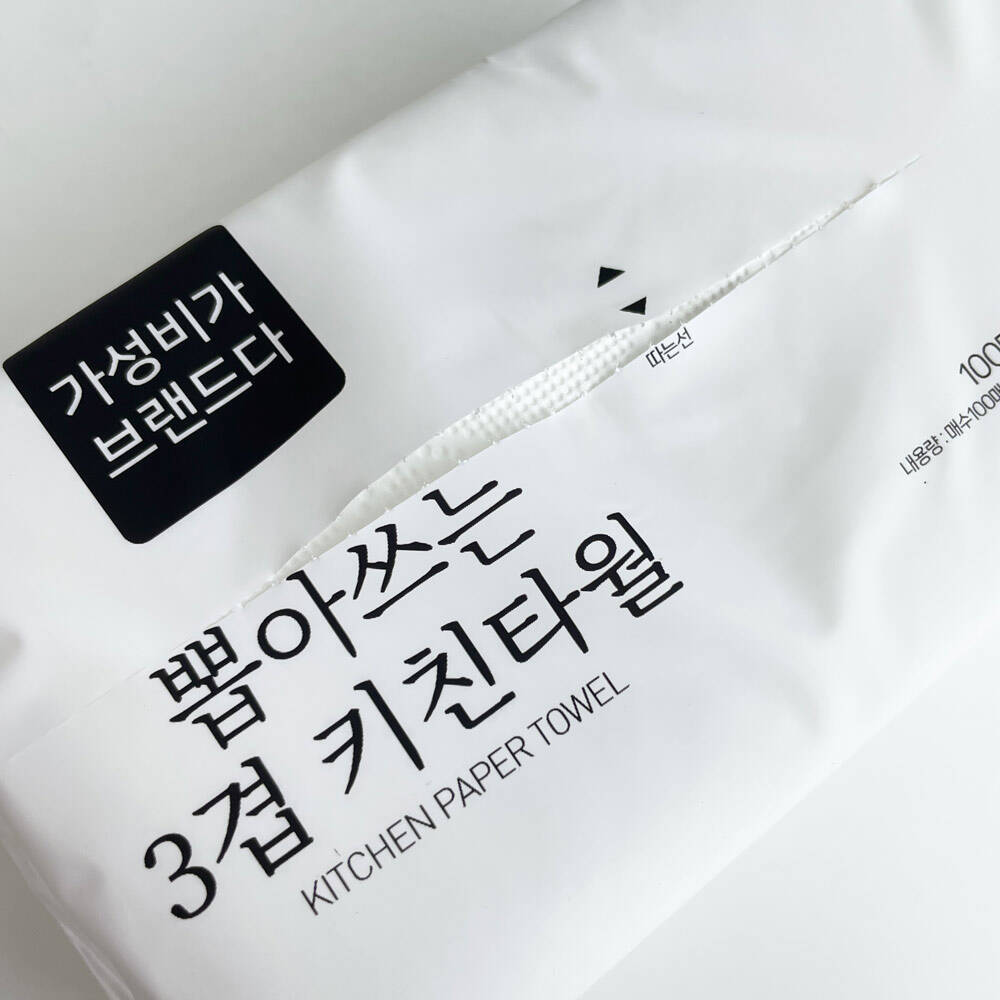 가성비가
브랜드다
따는선
100
내용량 : 매수100매
뽑아쓰는
3겹 키친타월
KITCHEN PAPER TOWEL